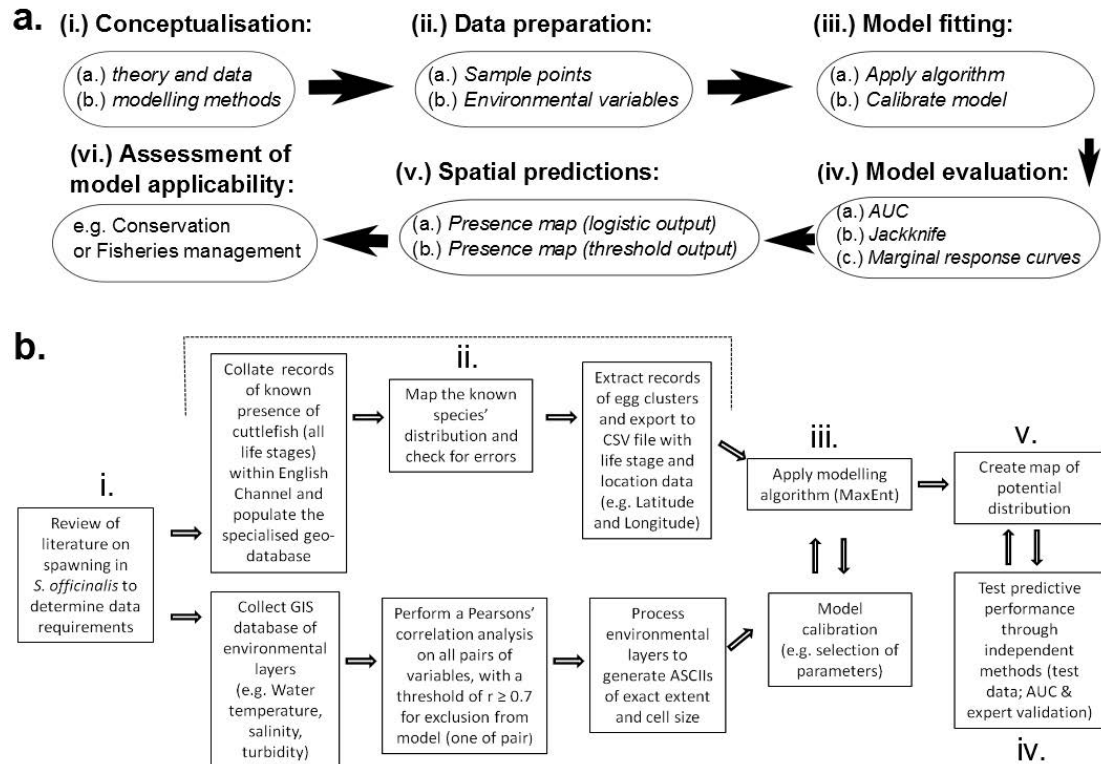 a.
(i.) Conceptualisation:
(a.) theory and data
(b.) modelling methods
(ii.) Data preparation:
(a.) Sample points
(b.) Environmental variables
(iii.) Model fitting:
(a.) Apply algorithm
(b.) Calibrate model
(iv.) Model evaluation:
(a.) AUC
(b.) Jackknife
(c.) Marginal response curves
(v.) Spatial predictions:
(a.) Presence map (logistic output)
(b.) Presence map (threshold output)
(vi.) Assessment of
model applicability:
e.g. Conservation
or Fisheries management
b.
i.
Review of
literature on
spawning in
S. officinalis to
determine data
requirements
ii.
Collate records
of known
presence of
cuttlefish (all
life stages)
within English
Channel and
populate the
specialised geo-
database
Map the known
species'
distribution and
check for errors
Extract records
of egg clusters
and export to
CSV file with
life stage and
location data
(e.g. Latitude
and Longitude)
Collect GIS
database of
environmental
layers
(e.g. Water
temperature,
salinity,
turbidity)
Perform a Pearsons'
correlation analysis
on all pairs of
variables, with a
threshold of r ≥ 0.7
for exclusion from
model (one of pair)
Process
environmental
layers to
generate ASCIIs
of exact extent
and cell size
iii.
Apply modelling
algorithm (MaxEnt)
Model
calibration
(e.g. selection of
parameters)
v.
Create map of
potential
distribution
Test predictive
performance
through
independent
methods (test
data; AUC &
expert validation)
iv.